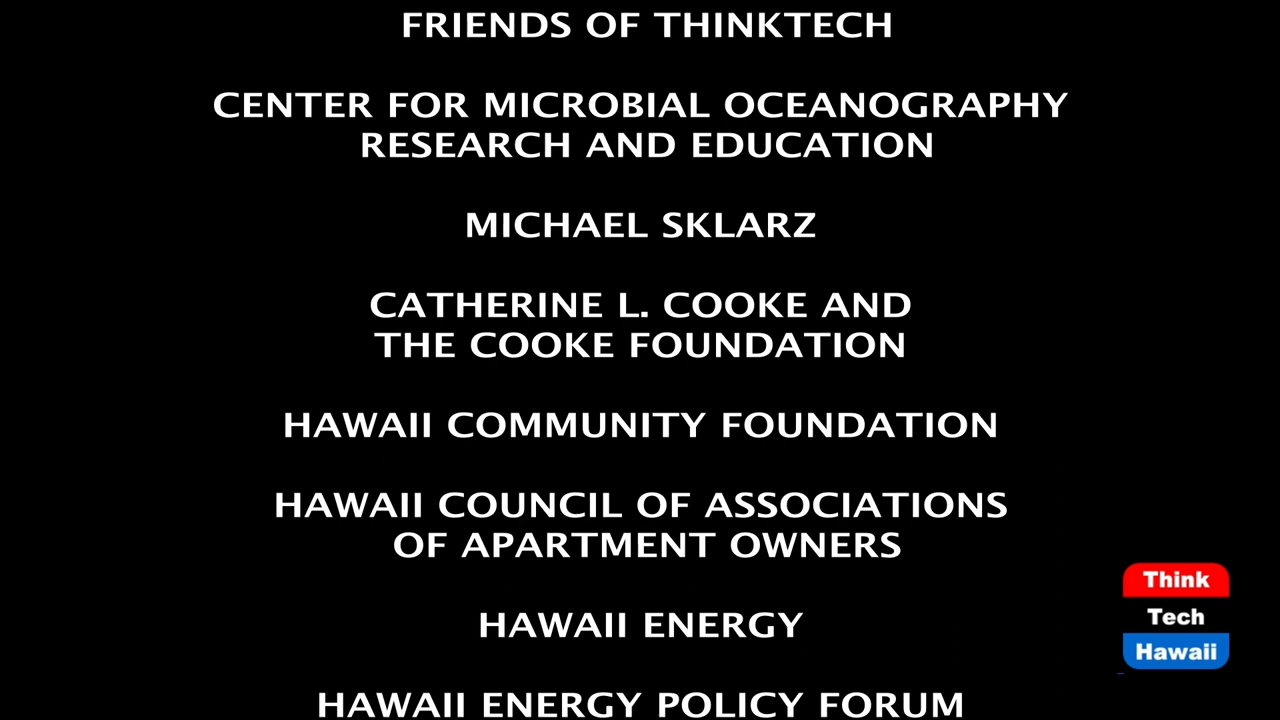 FRIENDS OF THINKTECH
CENTER FOR MICROBIAL OCEANOGRAPHY
RESEARCH AND EDUCATION
MICHAEL SKLARZ
CATHERINE L. COOKE AND
THE COOKE FOUNDATION
HAWAII COMMUNITY FOUNDATION
HAWAII COUNCIL OF ASSOCIATIONS
OF APARTMENT OWNERS
HAWAII ENERGY
HAWAII ENERGY POLICY FORUM
Think
Tech
Hawaii